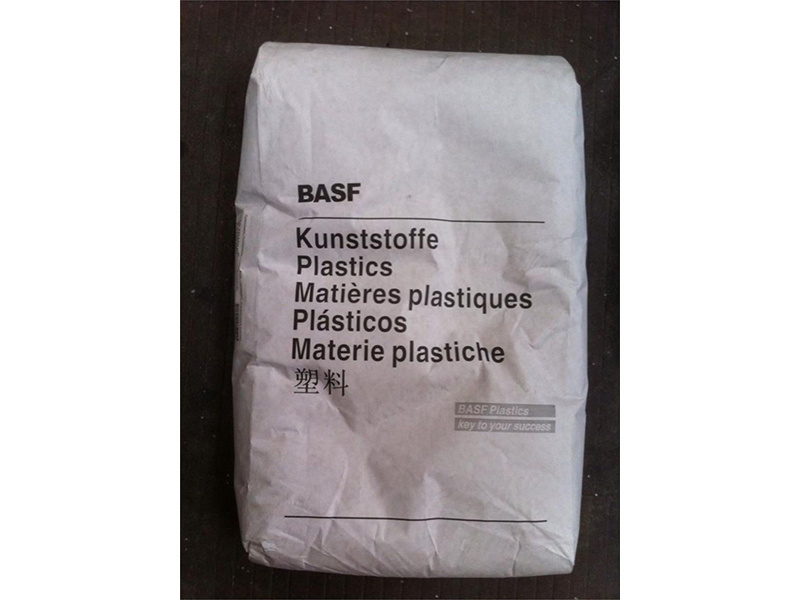 BASF
Kunststoffe
Plastics
Matières plastiques
Plásticos
Materie plastiche
塑料
BASF Plastics
key to your success